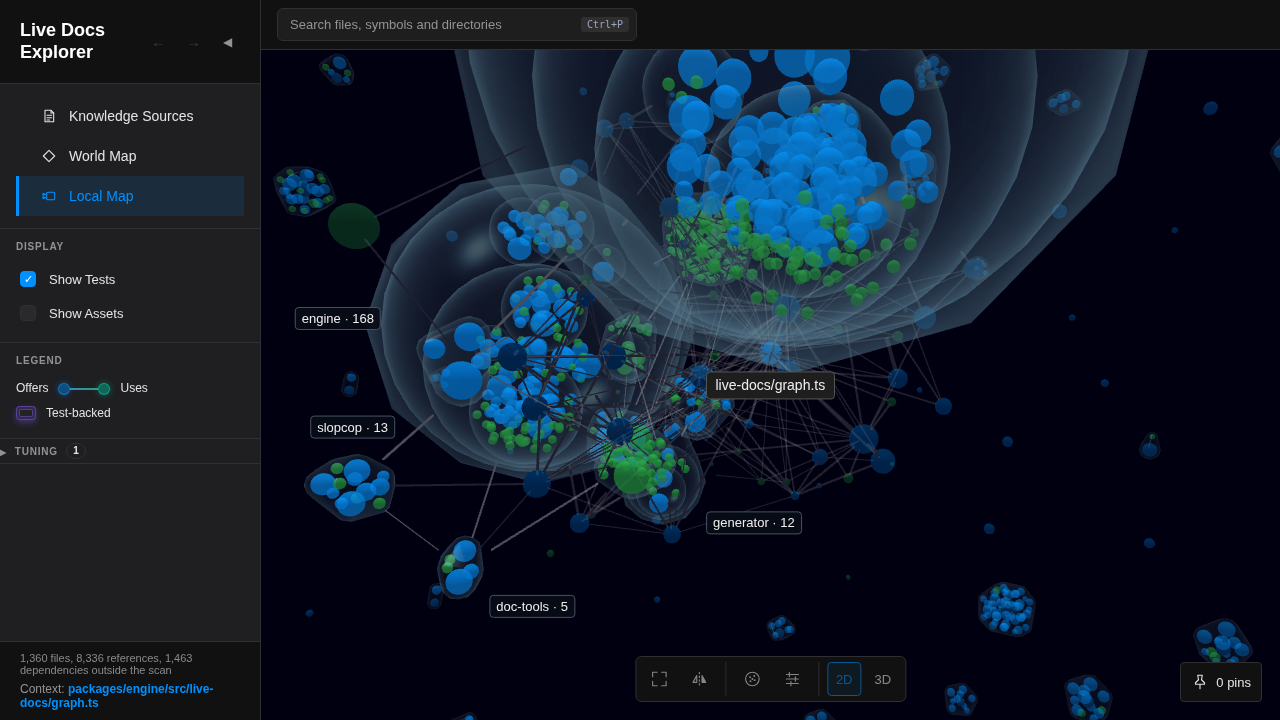 Live Docs
Explorer
Search files, symbols and directories
Ctrl+P
Knowledge Sources
World Map
Local Map
DISPLAY
Show Tests
Show Assets
LEGEND
Offers
Uses
Test-backed
TUNING 1
1,360 files, 8,336 references, 1,463
dependencies outside the scan
Context: packages/engine/src/live-
docs/graph.ts
engine · 168
live-docs/graph.ts
slopcop · 13
generator · 12
doc-tools · 5
2D
3D
0 pins